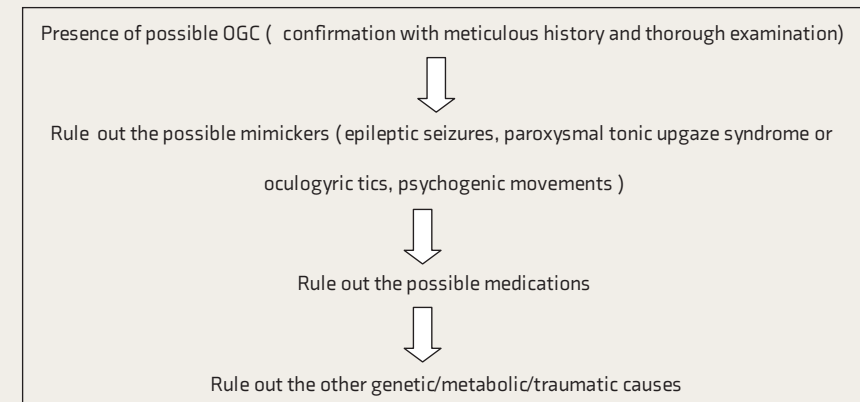 Presence of possible OGC ( confirmation with meticulous history and thorough examination)
Rule out the possible mimickers (epileptic seizures, paroxysmal tonic upgaze syndrome or
oculogyric tics, psychogenic movements )
Rule out the possible medications
Rule out the other genetic/metabolic/traumatic causes